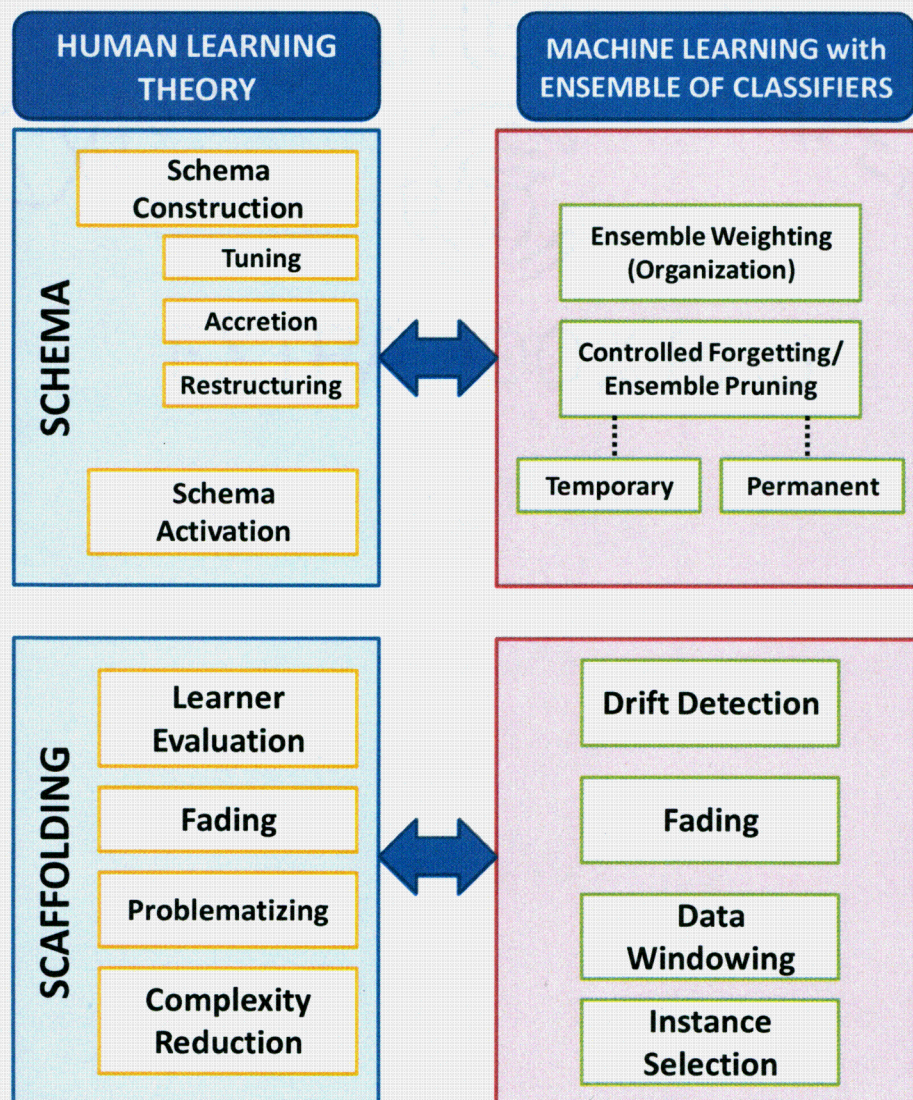 HUMAN LEARNING
THEORY
MACHINE LEARNING with
ENSEMBLE OF CLASSIFIERS
SCHEMA
Schema
Construction
Tuning
Accretion
Restructuring
Schema
Activation
Ensemble Weighting
(Organization)
Controlled Forgetting/
Ensemble Pruning
Temporary
Permanent
SCAFFOLDING
Learner
Evaluation
Fading
Problematizing
Complexity
Reduction
Drift Detection
Fading
Data
Windowing
Instance
Selection